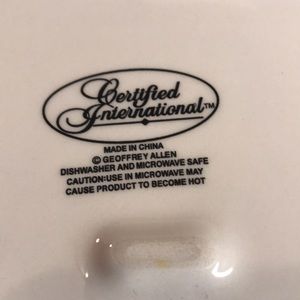 Certified
International™
MADE IN CHINA
© GEOFFREY ALLEN
DISHWASHER AND MICROWAVE SAFE
CAUTION:USE IN MICROWAVE MAY
CAUSE PRODUCT TO BECOME HOT